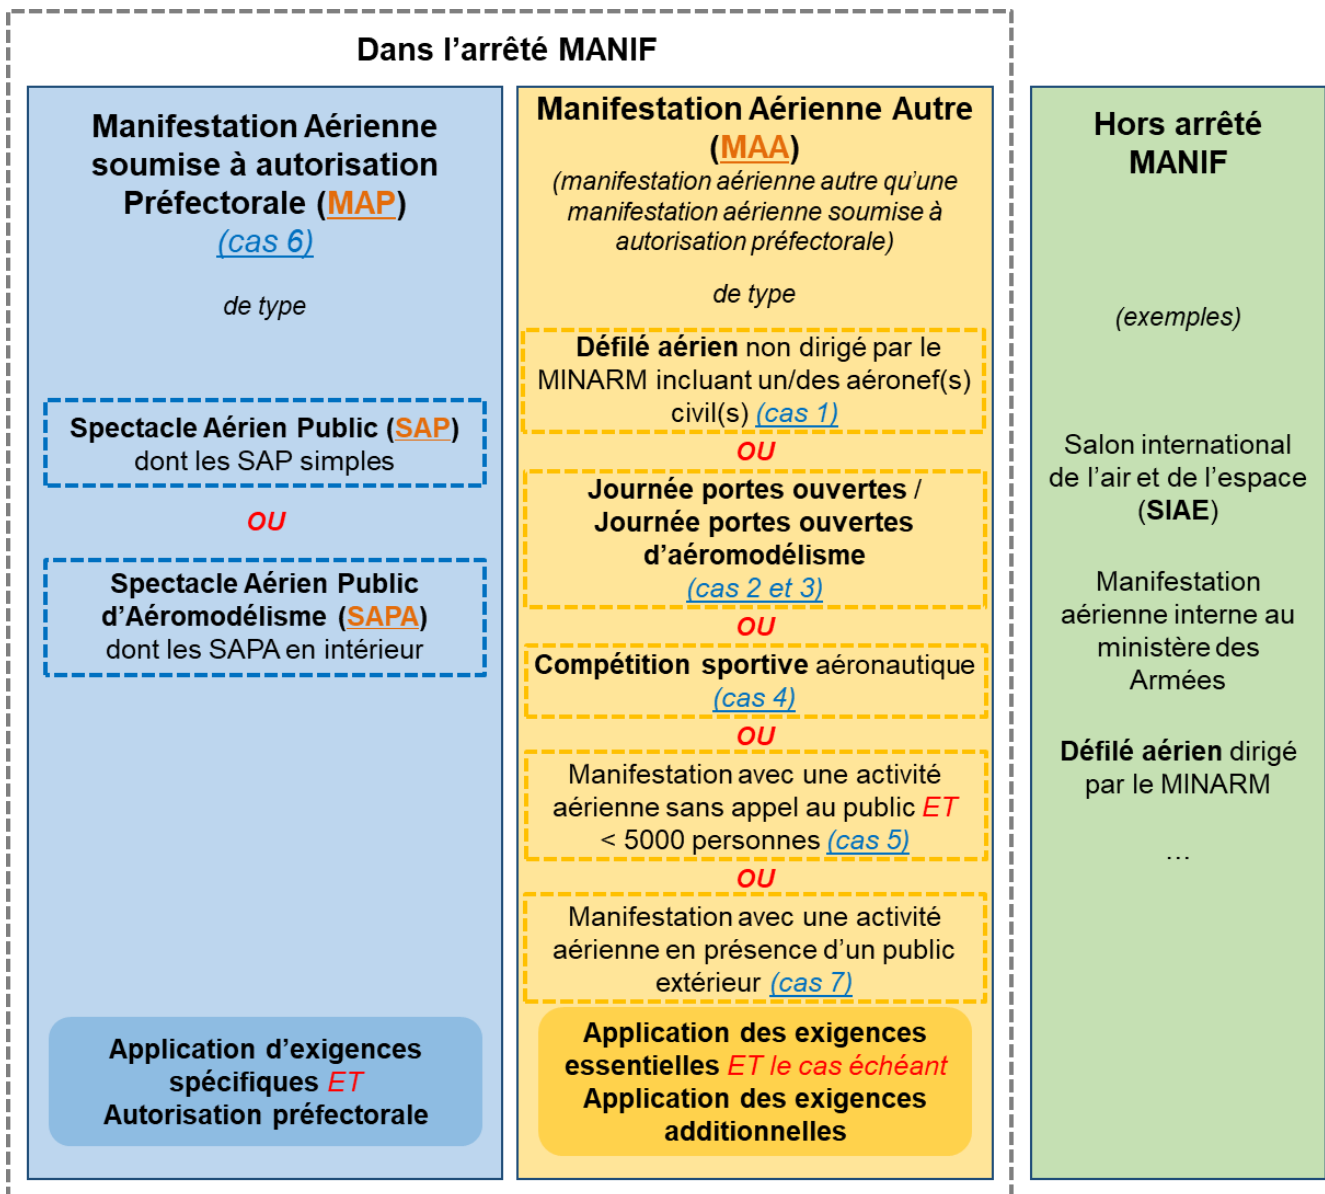 Dans l’arrêté MANIF
Manifestation Aérienne
soumise à autorisation
Préfectorale (MAP)
(cas 6)
de type
Spectacle Aérien Public (SAP)
dont les SAP simples
OU
Spectacle Aérien Public
d’Aéromodélisme (SAPA)
dont les SAPA en intérieur
Application d’exigences
spécifiques ET
Autorisation préfectorale
Manifestation Aérienne Autre
(MAA)
(manifestation aérienne autre qu’une
manifestation aérienne soumise à
autorisation préfectorale)
de type
Défilé aérien non dirigé par le
MINARM incluant un/des aéronef(s)
civil(s) (cas 1)
OU
Journée portes ouvertes /
Journée portes ouvertes
d’aéromodélisme
(cas 2 et 3)
OU
Compétition sportive aéronautique
(cas 4)
OU
Manifestation avec une activité
aérienne sans appel au public ET
< 5000 personnes (cas 5)
OU
Manifestation avec une activité
aérienne en présence d’un public
extérieur (cas 7)
Application des exigences
essentielles ET le cas échéant
Application des exigences
additionnelles
Hors arrêté
MANIF
(exemples)
Salon international
de l’air et de l’espace
(SIAE)
Manifestation
aérienne interne au
ministère des
Armées
Défilé aérien dirigé
par le MINARM
…